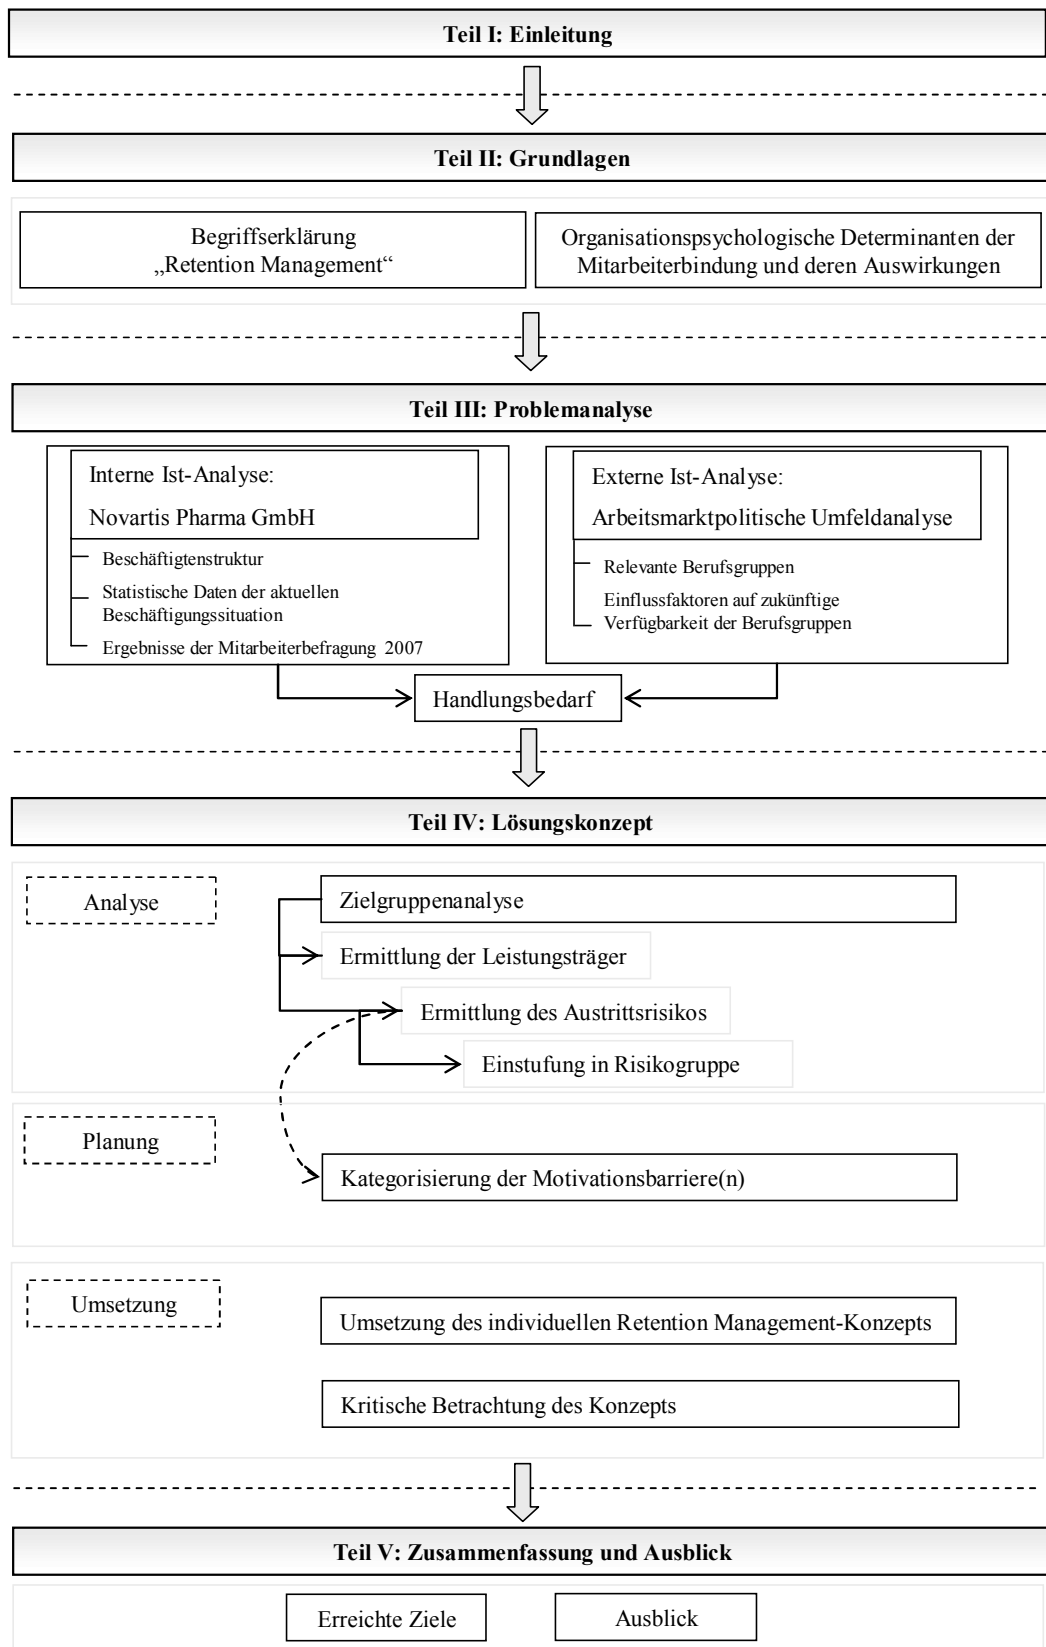 Teil I: Einleitung
Teil II: Grundlagen
Begriffserklärung
„Retention Management“
Organisationspsychologische Determinanten der
Mitarbeiterbindung und deren Auswirkungen
Teil III: Problemanalyse
Interne Ist-Analyse:
Novartis Pharma GmbH
Beschäftigtenstruktur
Statistische Daten der aktuellen
Beschäftigungssituation
Ergebnisse der Mitarbeiterbefragung 2007
Externe Ist-Analyse:
Arbeitsmarktpolitische Umfeldanalyse
Relevante Berufsgruppen
Einflussfaktoren auf zukünftige
Verfügbarkeit der Berufsgruppen
Handlungsbedarf
Teil IV: Lösungskonzept
Analyse
Zielgruppenanalyse
Ermittlung der Leistungsträger
Ermittlung des Austrittsrisikos
Einstufung in Risikogruppe
Planung
Kategorisierung der Motivationsbarriere(n)
Umsetzung
Umsetzung des individuellen Retention Management-Konzepts
Kritische Betrachtung des Konzepts
Teil V: Zusammenfassung und Ausblick
Erreichte Ziele
Ausblick